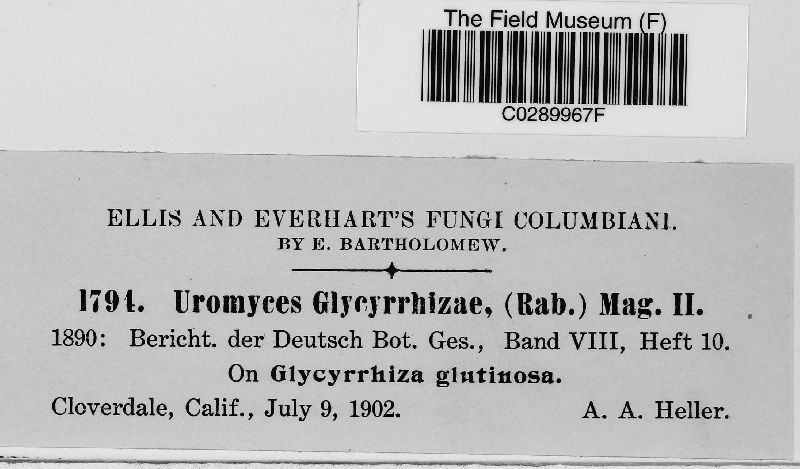 The Field Museum (F)
C0289967F
ELLIS AND EVERHART'S FUNGI COLUMBIANI.
BY E. BARTHOLOMEW.
1794. Uromyces Glycyrrhizae, (Rab.) Mag. II.
1890: Bericht. der Deutsch Bot. Ges., Band VIII, Heft 10.
On Glycyrrhiza glutinosa.
Cloverdale, Calif., July 9, 1902. A. A. Heller.